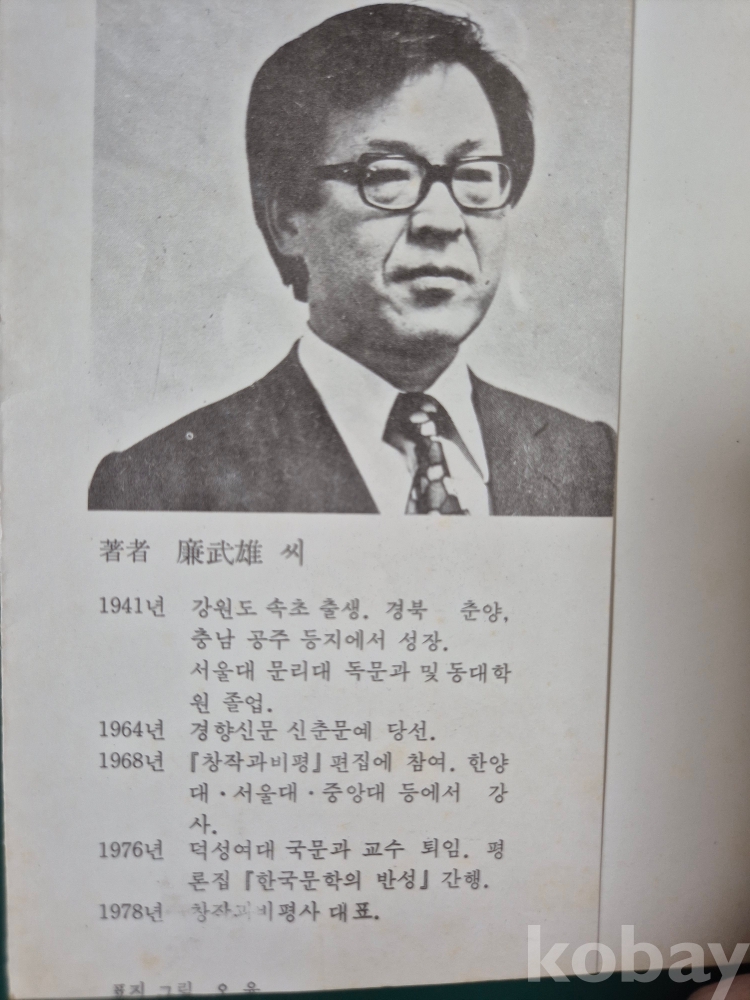 著者 廉武雄 씨
1941년 강원도 속초 출생. 경북 춘양,
충남 공주 등지에서 성장.
서울대 문리대 독문과 및 동대학
원 졸업.
1964년 경향신문 신춘문예 당선.
1968년 『창작과비평』 편집에 참여. 한양
대·서울대·중앙대 등에서 강
사.
1976년 덕성여대 국문과 교수 퇴임. 평
론집 『한국문학의 반성』 간행.
1978년 창작과비평사 대표.
표지 그림 오 윤
kobay